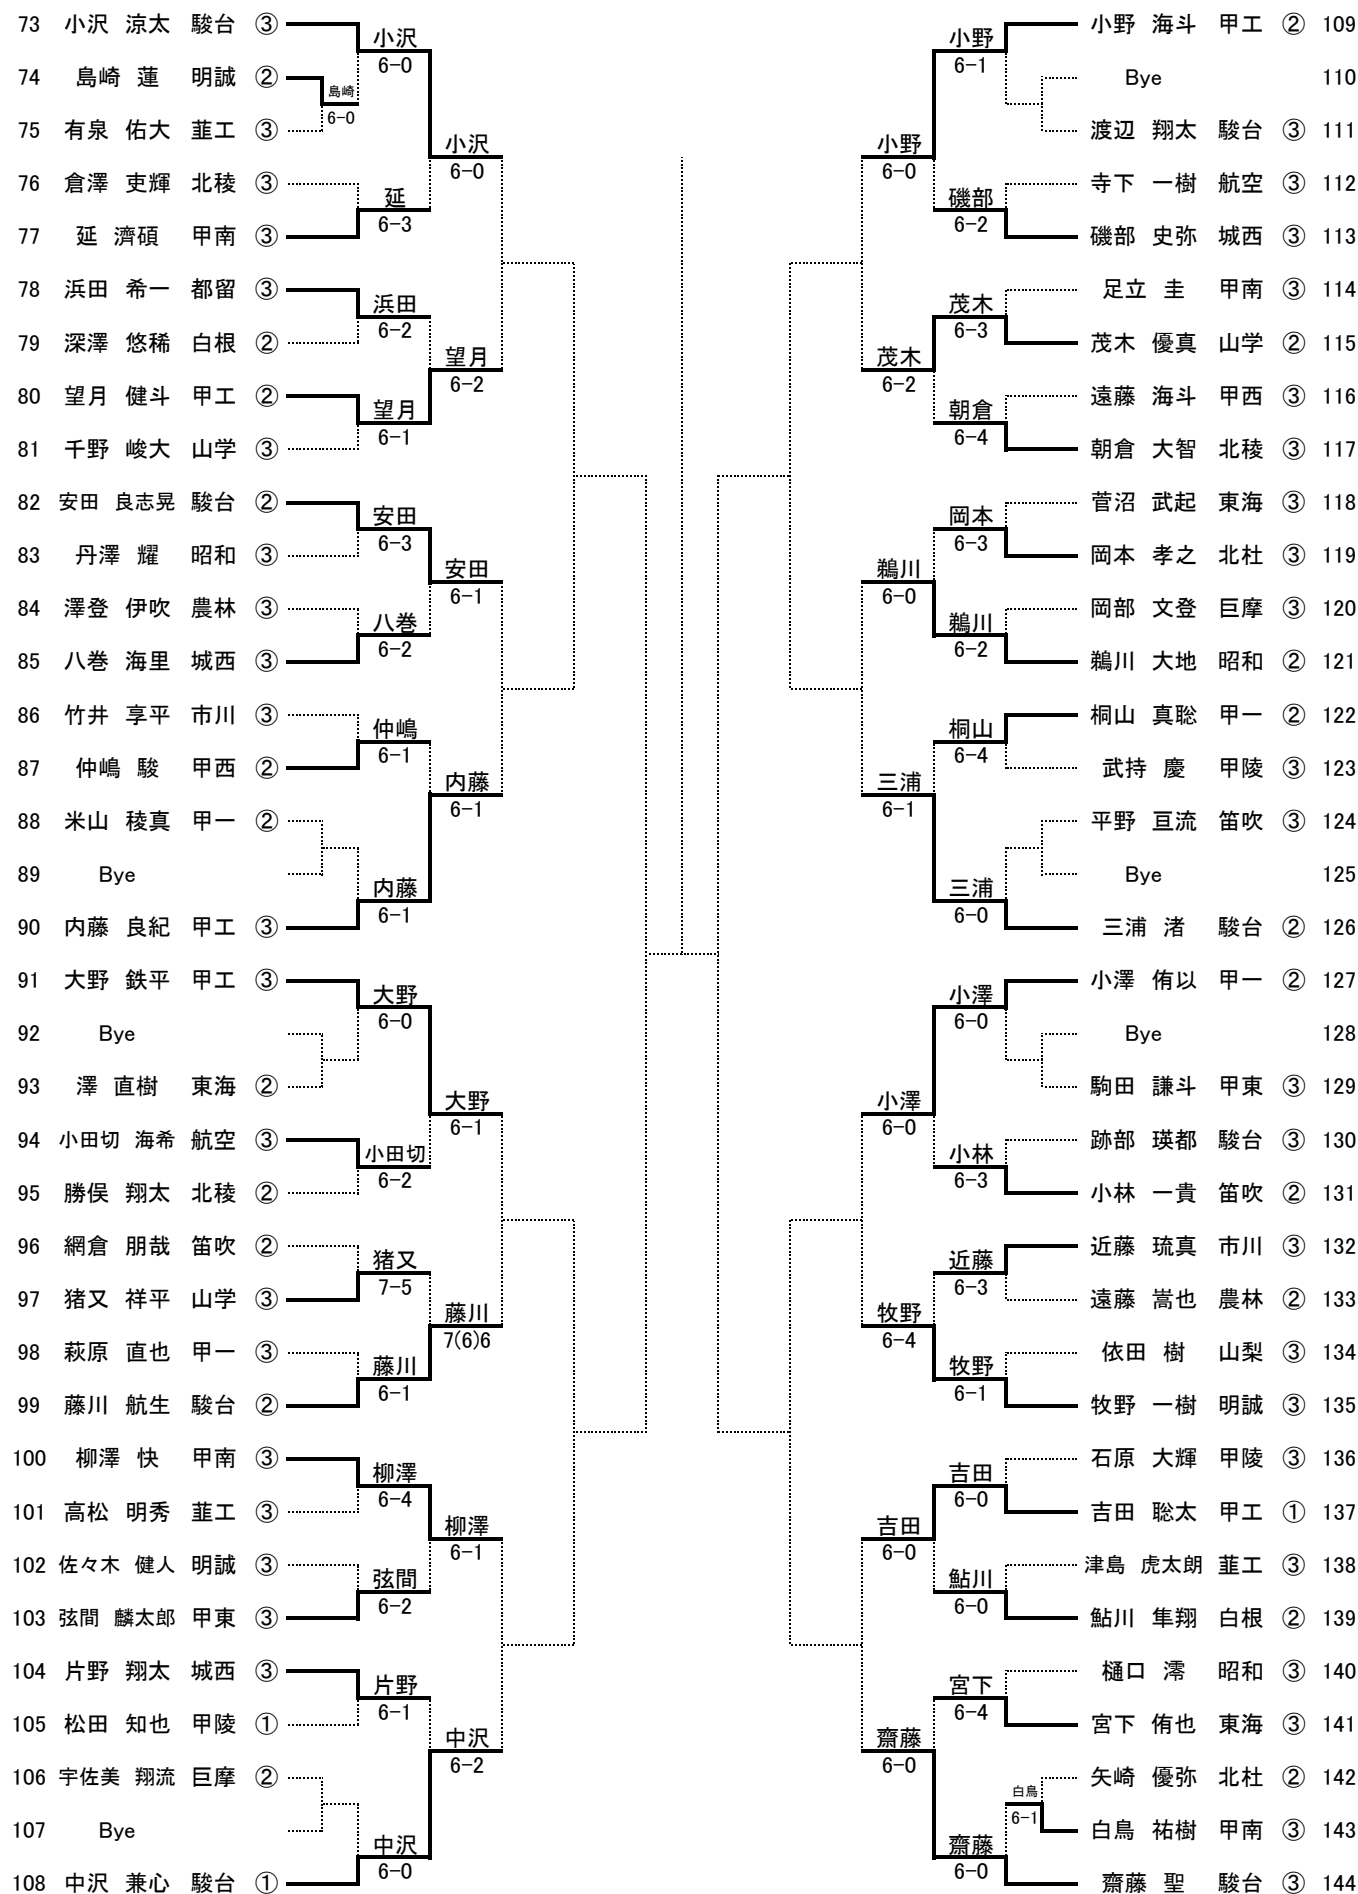 73 小沢 涼太 駿台 ③
74 島崎 蓮 明誠 ②
75 有泉 佑大 韮工 ③
76 倉澤 吏輝 北稜 ③
77 延 濟碩 甲南 ③
78 浜田 希一 都留 ③
79 深澤 悠稀 白根 ②
80 望月 健斗 甲工 ②
81 千野 峻大 山学 ③
82 安田 良志晃 駿台 ②
83 丹澤 耀 昭和 ③
84 澤登 伊吹 農林 ③
85 八巻 海里 城西 ③
86 竹井 享平 市川 ③
87 仲嶋 駿 甲西 ②
88 米山 稜真 甲一 ②
89 Bye
90 内藤 良紀 甲工 ③
91 大野 鉄平 甲工 ③
92 Bye
93 澤 直樹 東海 ②
94 小田切 海希 航空 ③
95 勝俣 翔太 北稜 ②
96 網倉 朋哉 笛吹 ②
97 猪又 祥平 山学 ③
98 萩原 直也 甲一 ③
99 藤川 航生 駿台 ②
100 柳澤 快 甲南 ③
101 高松 明秀 韮工 ③
102 佐々木 健人 明誠 ③
103 弦間 麟太郎 甲東 ③
104 片野 翔太 城西 ③
105 松田 知也 甲陵 ①
106 宇佐美 翔流 巨摩 ②
107 Bye
108 中沢 兼心 駿台 ①
島崎
6-0
小沢
6-0
延
6-3
浜田
6-2
望月
6-1
安田
6-3
八巻
6-2
仲嶋
6-1
内藤
6-1
大野
6-0
小田切
6-2
猪又
7-5
藤川
6-1
柳澤
6-4
弦間
6-2
片野
6-1
中沢
6-0
小沢
6-0
望月
6-2
安田
6-1
内藤
6-1
大野
6-1
藤川
7(6)6
柳澤
6-1
中沢
6-2
小野
6-0
茂木
6-2
鵜川
6-0
三浦
6-1
小澤
6-0
牧野
6-4
吉田
6-0
齋藤
6-0
小野
6-1
磯部
6-2
茂木
6-3
朝倉
6-4
岡本
6-3
鵜川
6-2
桐山
6-4
三浦
6-0
小澤
6-0
小林
6-3
近藤
6-3
牧野
6-1
吉田
6-0
鮎川
6-0
宮下
6-4
齋藤
6-0
白鳥
6-1
小野 海斗 甲工 ② 109
Bye 110
渡辺 翔太 駿台 ③ 111
寺下 一樹 航空 ③ 112
磯部 史弥 城西 ③ 113
足立 圭 甲南 ③ 114
茂木 優真 山学 ② 115
遠藤 海斗 甲西 ③ 116
朝倉 大智 北稜 ③ 117
菅沼 武起 東海 ③ 118
岡本 孝之 北杜 ③ 119
岡部 文登 巨摩 ③ 120
鵜川 大地 昭和 ② 121
桐山 真聡 甲一 ② 122
武持 慶 甲陵 ③ 123
平野 亘流 笛吹 ③ 124
Bye 125
三浦 渚 駿台 ② 126
小澤 侑以 甲一 ② 127
Bye 128
駒田 謙斗 甲東 ③ 129
跡部 瑛都 駿台 ③ 130
小林 一貴 笛吹 ② 131
近藤 琉真 市川 ③ 132
遠藤 嵩也 農林 ② 133
依田 樹 山梨 ③ 134
牧野 一樹 明誠 ③ 135
石原 大輝 甲陵 ③ 136
吉田 聡太 甲工 ① 137
津島 虎太朗 韮工 ③ 138
鮎川 隼翔 白根 ② 139
樋口 澪 昭和 ③ 140
宮下 侑也 東海 ③ 141
矢崎 優弥 北杜 ② 142
白鳥 祐樹 甲南 ③ 143
齋藤 聖 駿台 ③ 144